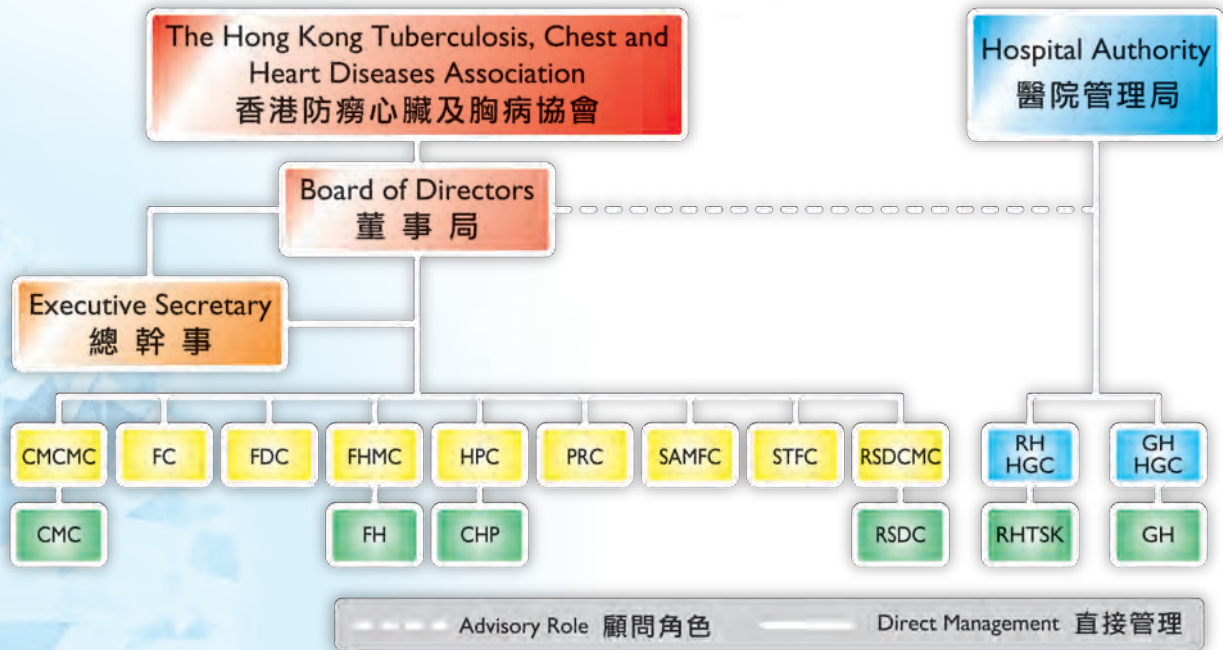 The Hong Kong Tuberculosis, Chest and
Heart Diseases Association
香港防癆心臟及胸病協會
Hospital Authority
醫院管理局
Board of Directors
董事局
Executive Secretary
總幹事
CMCMC
FC
FDC
FHMC
HPC
PRC
SAMFC
STFC
RSDCMC
RH
HGC
GH
HGC
CMC
FH
CHP
RSDC
RHTSK
GH
Advisory Role 顧問角色
Direct Management 直接管理